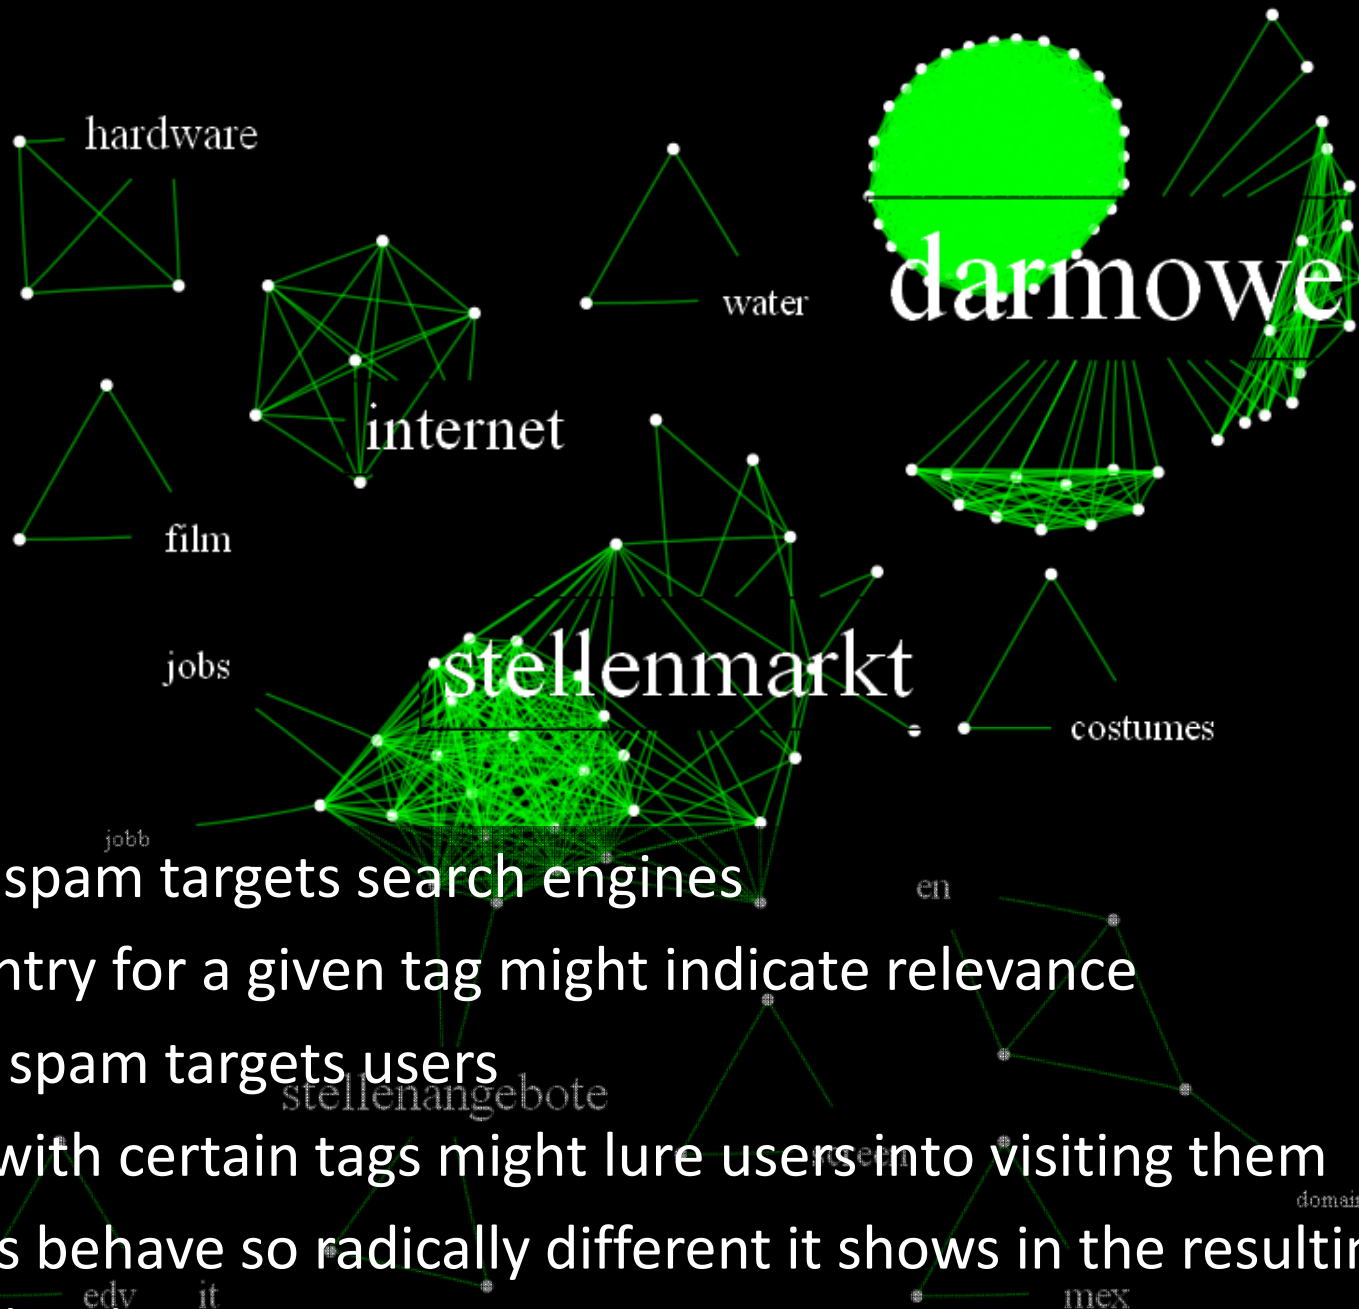 hardware
water
darmowe
internet
film
stellenmarkt
jobs
costumes
jobb
spam targets search engines
en
for a given tag might indicate relevance
spam targets users
stellenangebote
with certain tags might lure users into visiting them
screen
behave so radically different it shows in the
edv it
mex